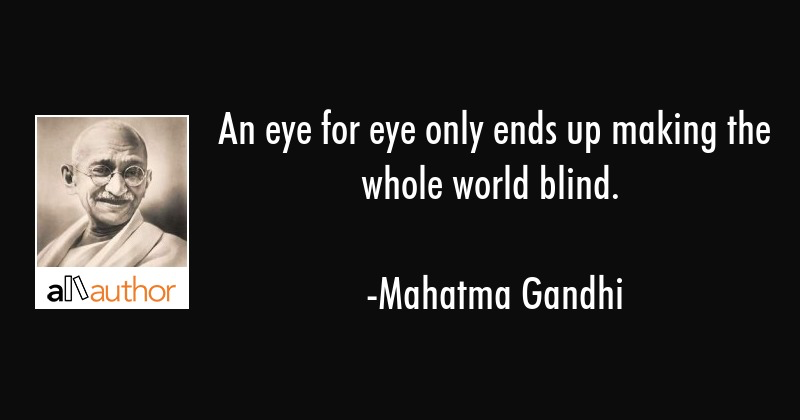 An eye for eye only ends up making the
whole world blind.
-Mahatma Gandhi
allauthor